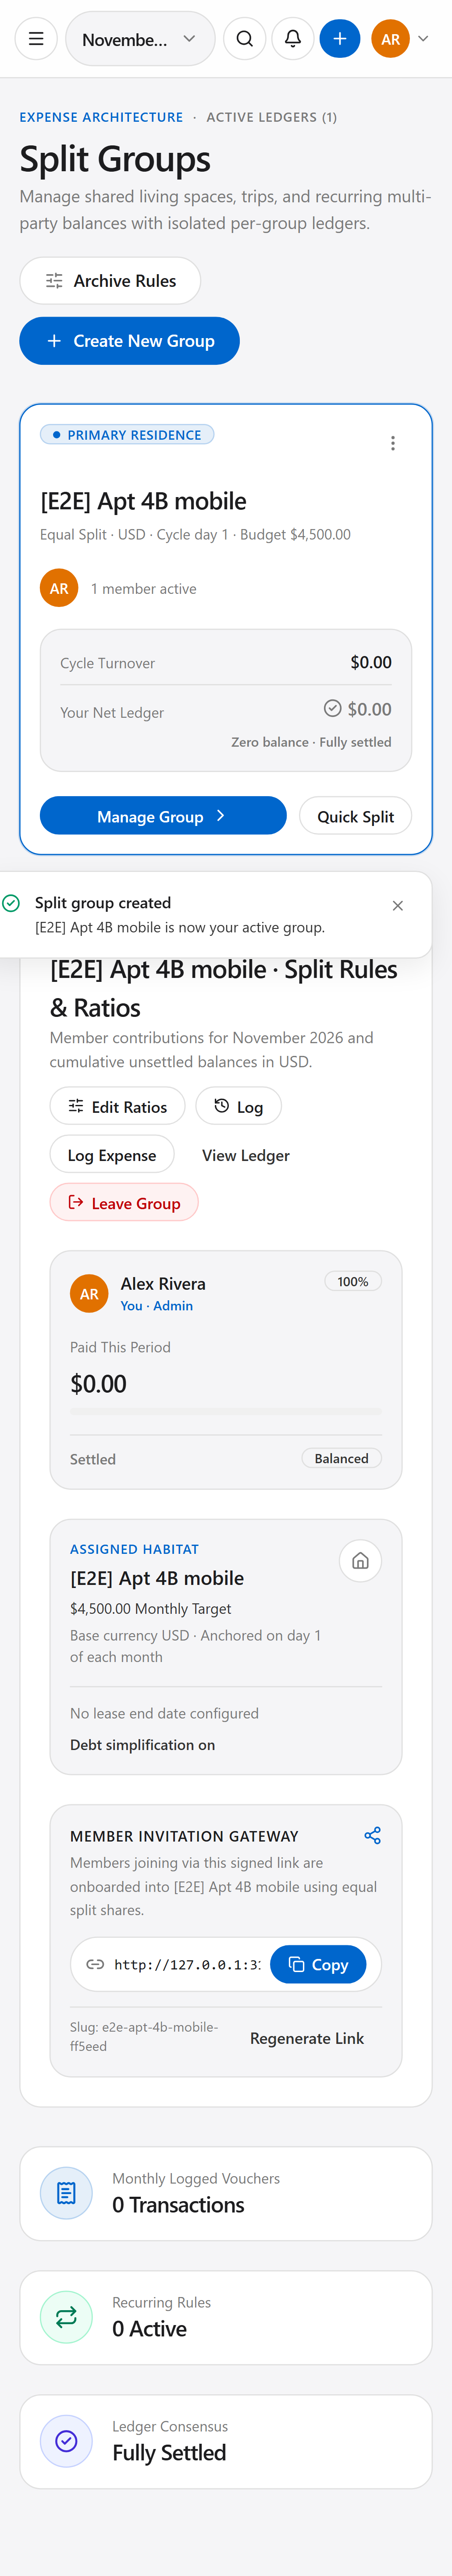 Novembe...
AR
EXPENSE ARCHITECTURE · ACTIVE LEDGERS (1)
Split Groups
Manage shared living spaces, trips, and recurring multi-
party balances with isolated per-group ledgers.
Archive Rules
Create New Group
PRIMARY RESIDENCE
[E2E] Apt 4B mobile
Equal Split · USD · Cycle day 1 · Budget $4,500.00
AR 1 member active
Cycle Turnover $0.00
Your Net Ledger $0.00
Zero balance · Fully settled
Manage Group Quick Split
Split group created
[E2E] Apt 4B mobile is now your active group.
[E2E] Apt 4B mobile · Split Rules
& Ratios
Member contributions for November 2026 and
cumulative unsettled balances in USD.
Edit Ratios Log
Log Expense View Ledger
Leave Group
AR Alex Rivera 100%
You · Admin
Paid This Period
$0.00
Settled Balanced
ASSIGNED HABITAT
[E2E] Apt 4B mobile
$4,500.00 Monthly Target
Base currency USD · Anchored on day 1
of each month
No lease end date configured
Debt simplification on
MEMBER INVITATION GATEWAY
Members joining via this signed link are
onboarded into [E2E] Apt 4B mobile using equal
split shares.
http://127.0.0.1:3 Copy
Slug: e2e-apt-4b-mobile-
ff5eed
Regenerate Link
Monthly Logged Vouchers
0 Transactions
Recurring Rules
0 Active
Ledger Consensus
Fully Settled